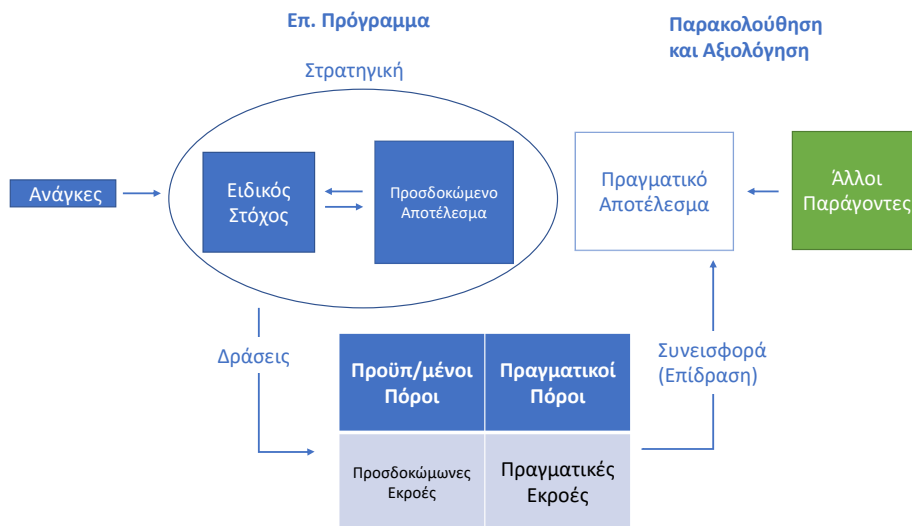 Επ. Πρόγραμμα
Παρακολούθηση
και Αξιολόγηση
Στρατηγική
Ανάγκες
Ειδικός
Στόχος
Προσδοκώμενο
Αποτέλεσμα
Πραγματικό
Αποτέλεσμα
Άλλοι
Παράγοντες
Δράσεις
Προϋπ/μένοι
Πόροι
Πραγματικοί
Πόροι
Συνεισφορά
(Επίδραση)
Προσδοκώμωνες
Εκροές
Πραγματικές
Εκροές